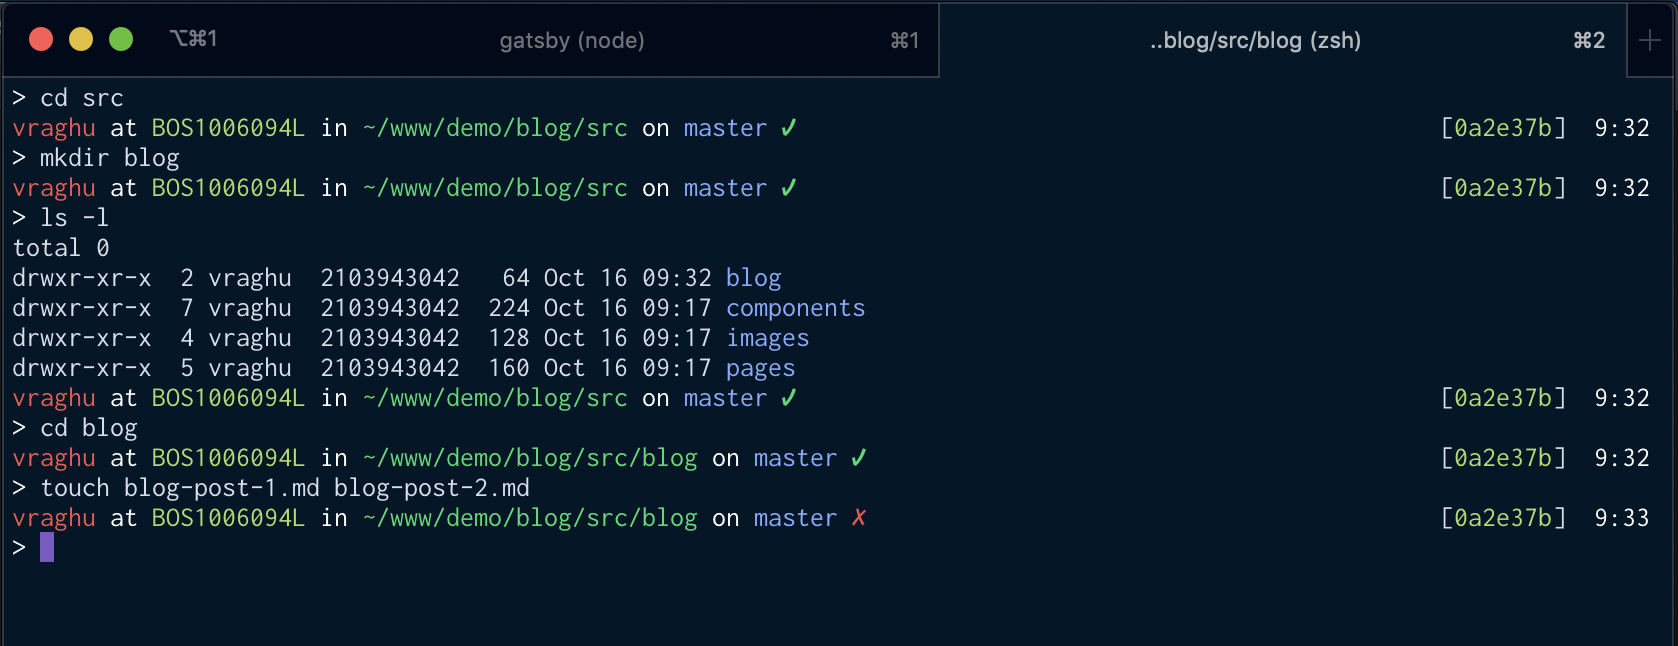 ⌥⌘1 gatsby (node) ⌘1 ..blog/src/blog (zsh) ⌘2 +
> cd src
vraghu at BOS1006094L in ~/www/demo/blog/src on master ✓ [0a2e37b] 9:32
> mkdir blog
vraghu at BOS1006094L in ~/www/demo/blog/src on master ✓ [0a2e37b] 9:32
> ls -l
total 0
drwxr-xr-x  2 vraghu  2103943042   64 Oct 16 09:32 blog
drwxr-xr-x  7 vraghu  2103943042  224 Oct 16 09:17 components
drwxr-xr-x  4 vraghu  2103943042  128 Oct 16 09:17 images
drwxr-xr-x  5 vraghu  2103943042  160 Oct 16 09:17 pages
vraghu at BOS1006094L in ~/www/demo/blog/src on master ✓ [0a2e37b] 9:32
> cd blog
vraghu at BOS1006094L in ~/www/demo/blog/src/blog on master ✓ [0a2e37b] 9:32
> touch blog-post-1.md blog-post-2.md
vraghu at BOS1006094L in ~/www/demo/blog/src/blog on master ✗ [0a2e37b] 9:33
>